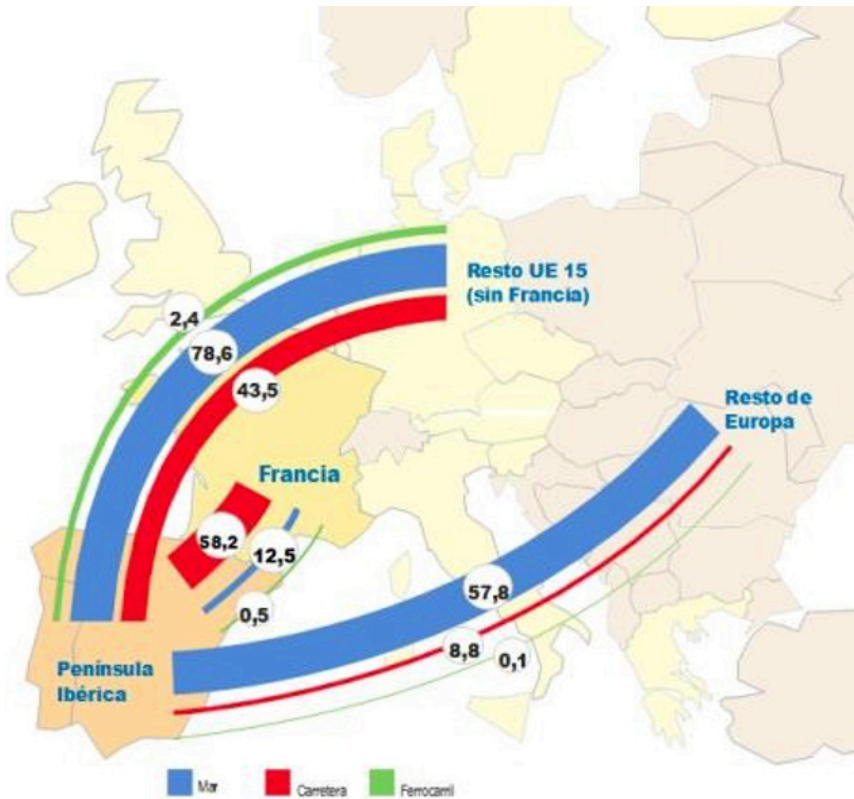 Resto UE 15
(sin Francia)
2,4
78,6
43,5
Resto de
Europa
Francia
58,2
12,5
0,5
57,8
8,8
0,1
Península
Ibérica
Mar
Carretera
Ferrocarril